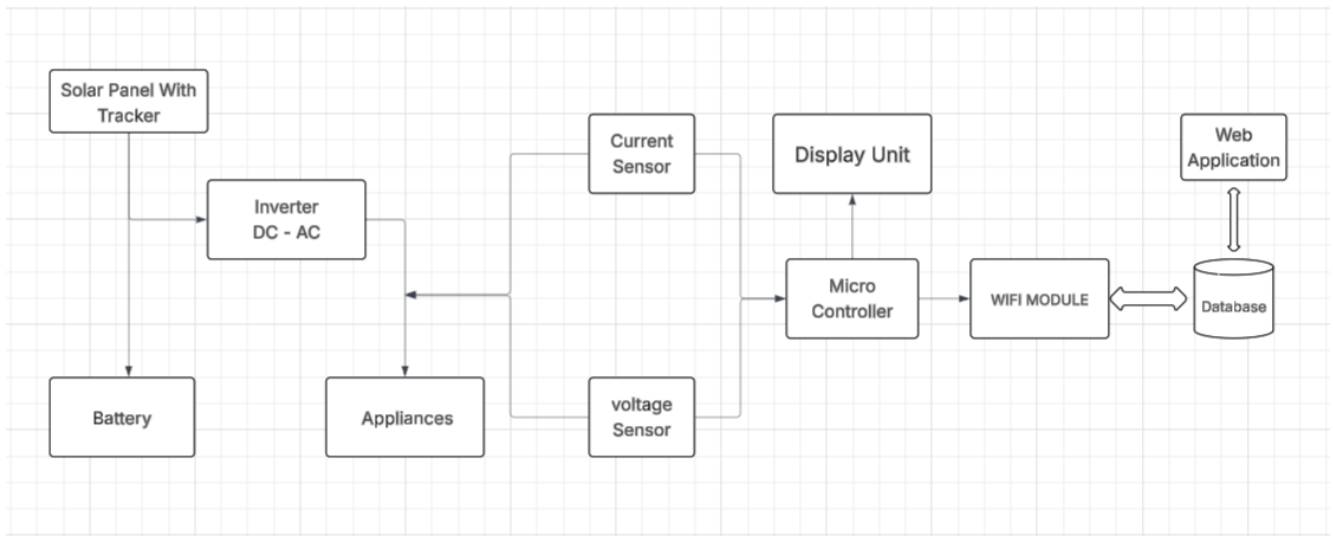 Solar Panel With
Tracker
Inverter
DC - AC
Battery
Appliances
Current
Sensor
voltage
Sensor
Display Unit
Micro
Controller
WIFI MODULE
Web
Application
Database